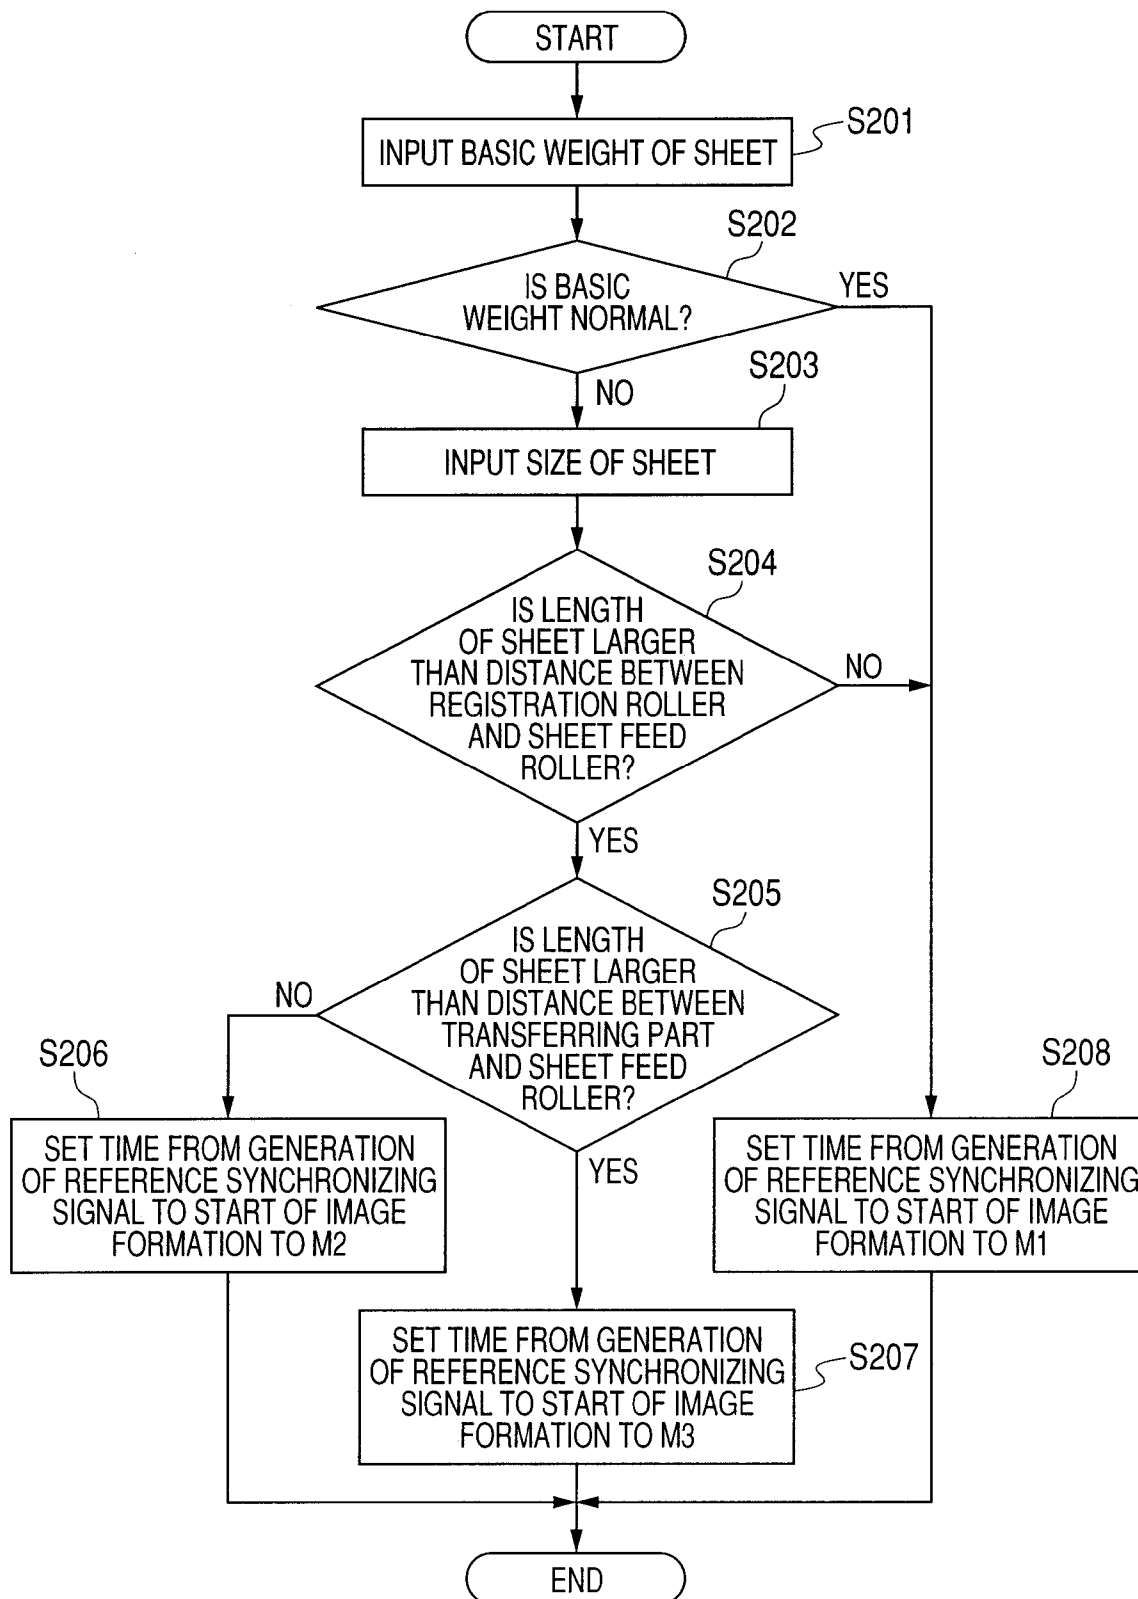 START
S201
INPUT BASIC WEIGHT OF SHEET
S202
IS BASIC
WEIGHT NORMAL?
YES
NO
S203
INPUT SIZE OF SHEET
S204
IS LENGTH
OF SHEET LARGER
THAN DISTANCE BETWEEN
REGISTRATION ROLLER
AND SHEET FEED
ROLLER?
NO
YES
S205
IS LENGTH
OF SHEET LARGER
THAN DISTANCE BETWEEN
TRANSFERRING PART
AND SHEET FEED
ROLLER?
NO
YES
S206
SET TIME FROM GENERATION
OF REFERENCE SYNCHRONIZING
SIGNAL TO START OF IMAGE
FORMATION TO M2
S208
SET TIME FROM GENERATION
OF REFERENCE SYNCHRONIZING
SIGNAL TO START OF IMAGE
FORMATION TO M1
SET TIME FROM GENERATION
OF REFERENCE SYNCHRONIZING
SIGNAL TO START OF IMAGE
FORMATION TO M3
S207
END